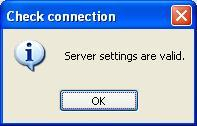 Check connection
Server settings are valid.
OK